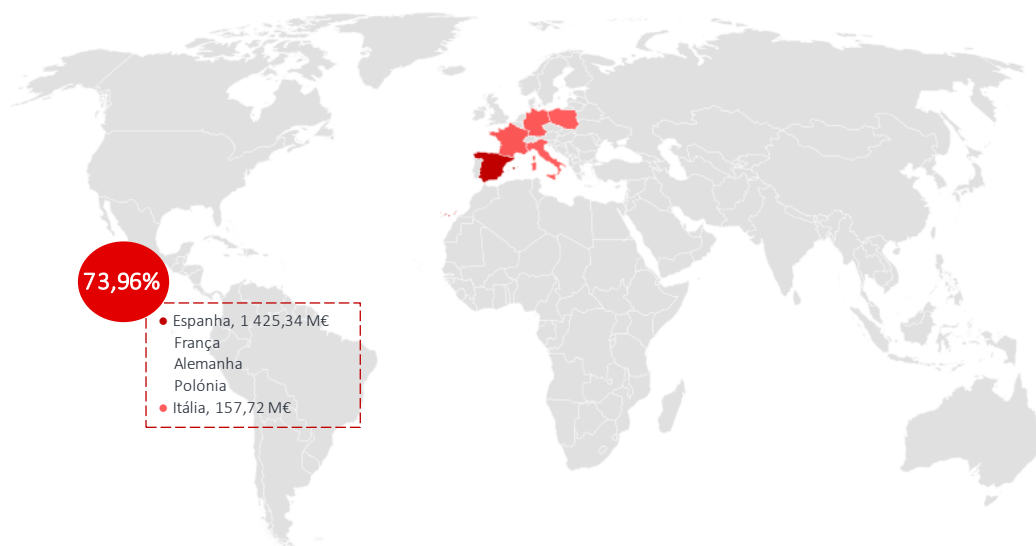 73,96%
Espanha, 1 425,34 M€
França
Alemanha
Polónia
Itália, 157,72 M€